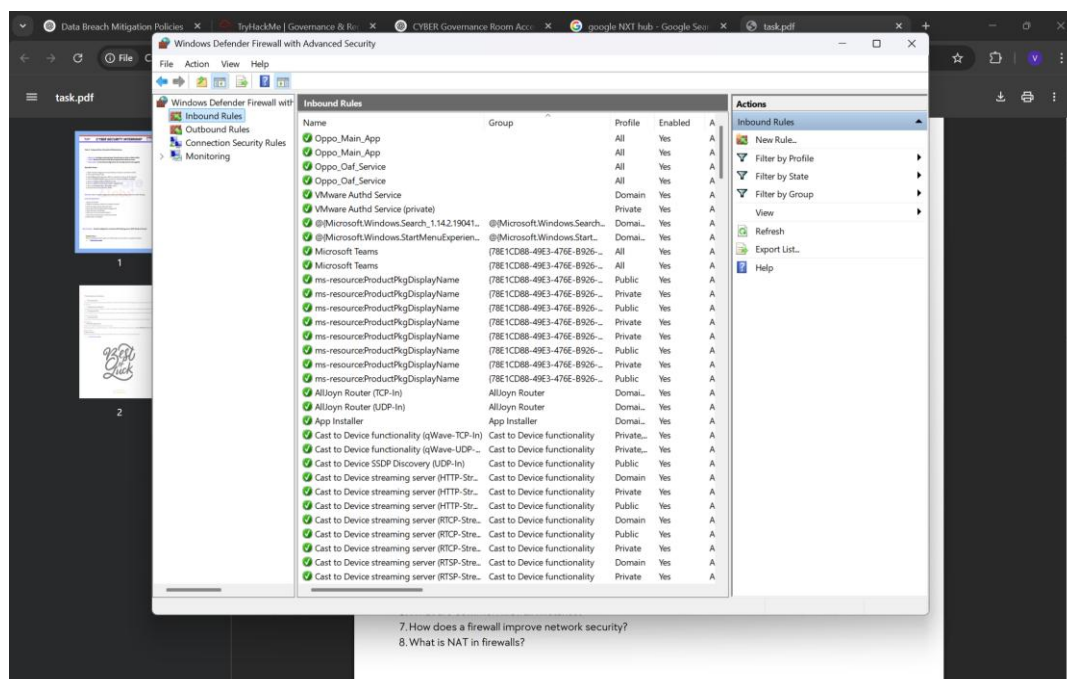 Data Breach Mitigation Policies
TryHackMe | Governance & Re
CYBER Governance Room Acc
google NXT hub - Google Sea
task.pdf
File
task.pdf
1
2
Windows Defender Firewall with Advanced Security
File Action View Help
Windows Defender Firewall with
Inbound Rules
Outbound Rules
Connection Security Rules
Monitoring
Inbound Rules
Name Group Profile Enabled A
Oppo_Main_App All Yes A
Oppo_Main_App All Yes A
Oppo_Oaf_Service All Yes A
Oppo_Oaf_Service All Yes A
VMware Authd Service Domain Yes A
VMware Authd Service (private) Private Yes A
@{Microsoft.Windows.Search_1.14.2.19041... @{Microsoft.Windows.Search... Domai... Yes A
@{Microsoft.Windows.StartMenuExperien... @{Microsoft.Windows.Start... Domai... Yes A
Microsoft Teams {78E1CD88-49E3-476E-B926-... All Yes A
Microsoft Teams {78E1CD88-49E3-476E-B926-... All Yes A
ms-resource:ProductPkgDisplayName {78E1CD88-49E3-476E-B926-... Public Yes A
ms-resource:ProductPkgDisplayName {78E1CD88-49E3-476E-B926-... Private Yes A
ms-resource:ProductPkgDisplayName {78E1CD88-49E3-476E-B926-... Public Yes A
ms-resource:ProductPkgDisplayName {78E1CD88-49E3-476E-B926-... Private Yes A
ms-resource:ProductPkgDisplayName {78E1CD88-49E3-476E-B926-... Private Yes A
ms-resource:ProductPkgDisplayName {78E1CD88-49E3-476E-B926-... Public Yes A
ms-resource:ProductPkgDisplayName {78E1CD88-49E3-476E-B926-... Private Yes A
ms-resource:ProductPkgDisplayName {78E1CD88-49E3-476E-B926-... Public Yes A
AllJoyn Router (TCP-In) AllJoyn Router Domai... Yes A
AllJoyn Router (UDP-In) AllJoyn Router Domai... Yes A
App Installer App Installer Domai... Yes A
Cast to Device functionality (qWave-TCP-In) Cast to Device functionality Private,... Yes A
Cast to Device functionality (qWave-UDP-... Cast to Device functionality Private,... Yes A
Cast to Device SSDP Discovery (UDP-In) Cast to Device functionality Public Yes A
Cast to Device streaming server (HTTP-Str... Cast to Device functionality Domain Yes A
Cast to Device streaming server (HTTP-Str... Cast to Device functionality Private Yes A
Cast to Device streaming server (HTTP-Str... Cast to Device functionality Public Yes A
Cast to Device streaming server (RTCP-Stre... Cast to Device functionality Domain Yes A
Cast to Device streaming server (RTCP-Stre... Cast to Device functionality Public Yes A
Cast to Device streaming server (RTCP-Stre... Cast to Device functionality Private Yes A
Cast to Device streaming server (RTSP-Stre... Cast to Device functionality Domain Yes A
Cast to Device streaming server (RTSP-Stre... Cast to Device functionality Private Yes A
Actions
Inbound Rules
New Rule...
Filter by Profile
Filter by State
Filter by Group
View
Refresh
Export List...
Help
Best of Luck
7. How does a firewall improve network security?
8. What is NAT in firewalls?